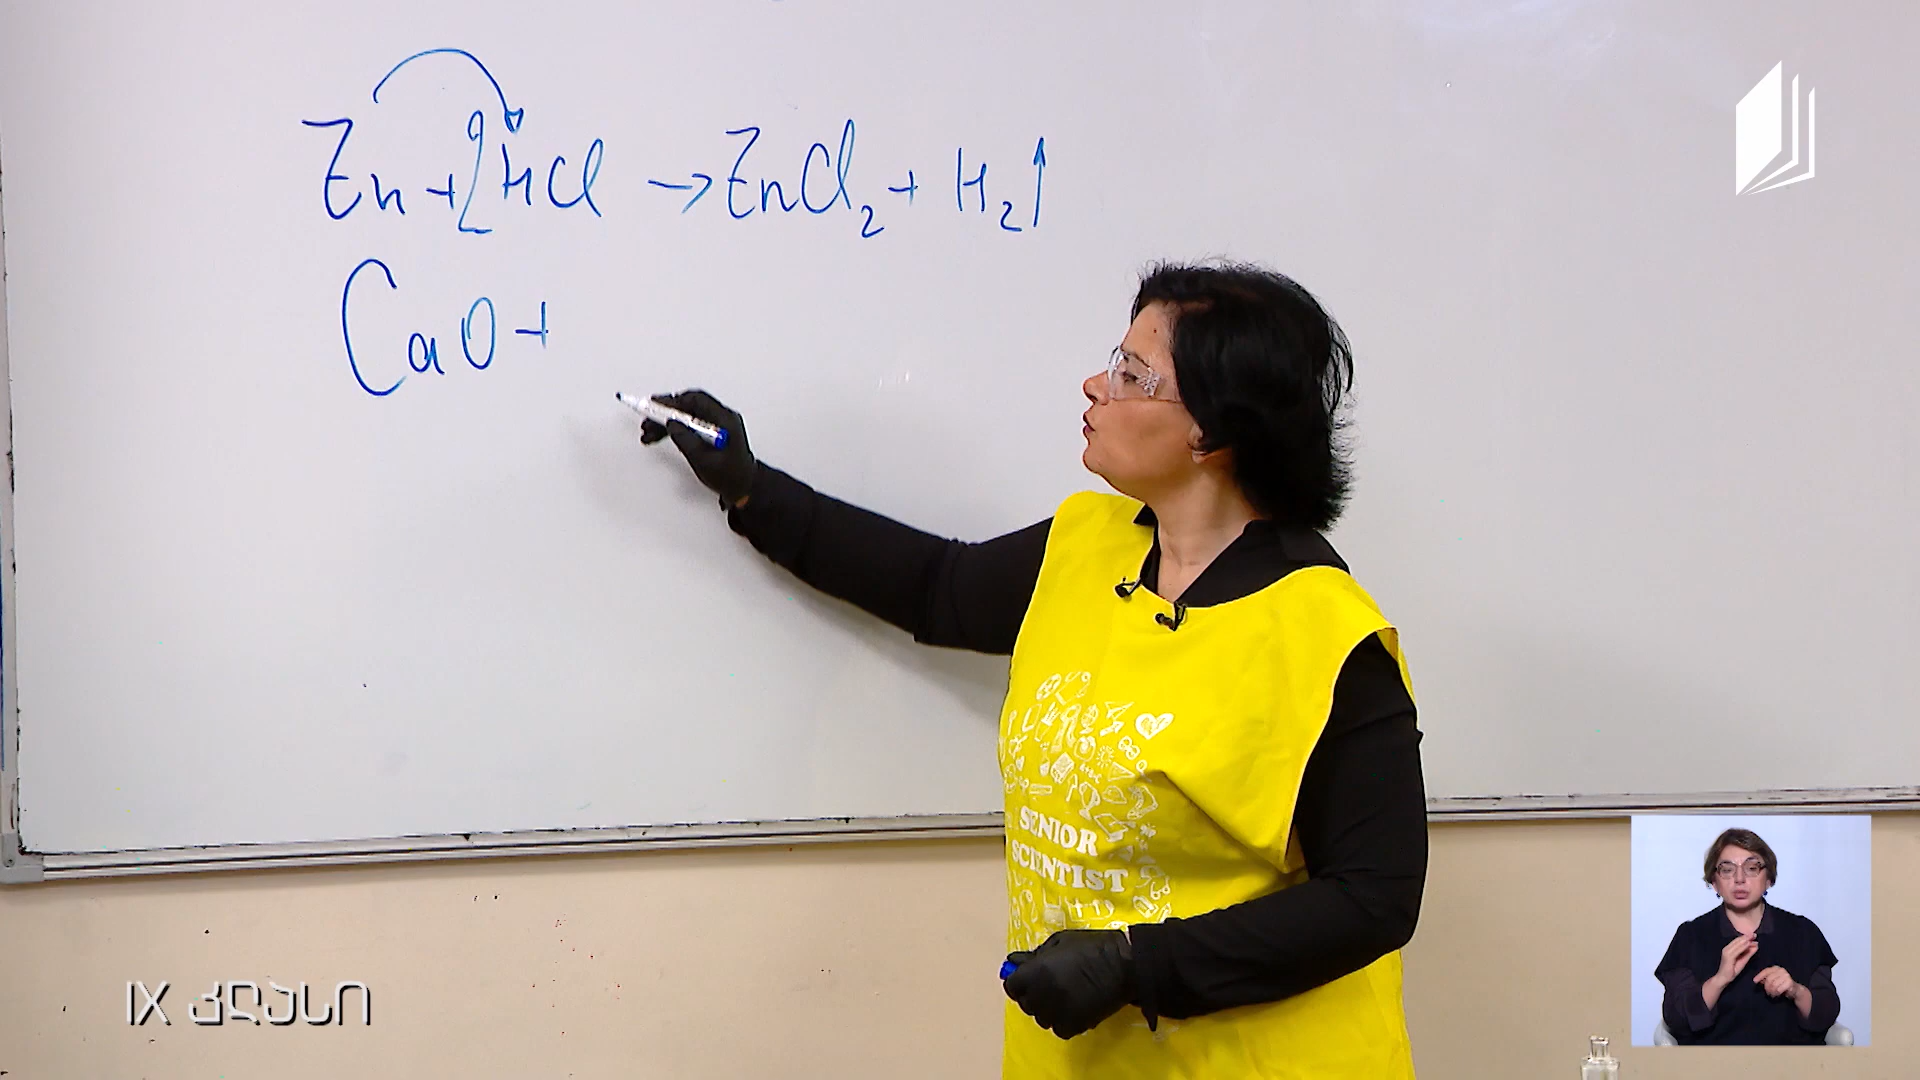 Zn + 2HCl → ZnCl₂ + H₂↑
CaO +
SENIOR
SCIENTIST
IX კლასი